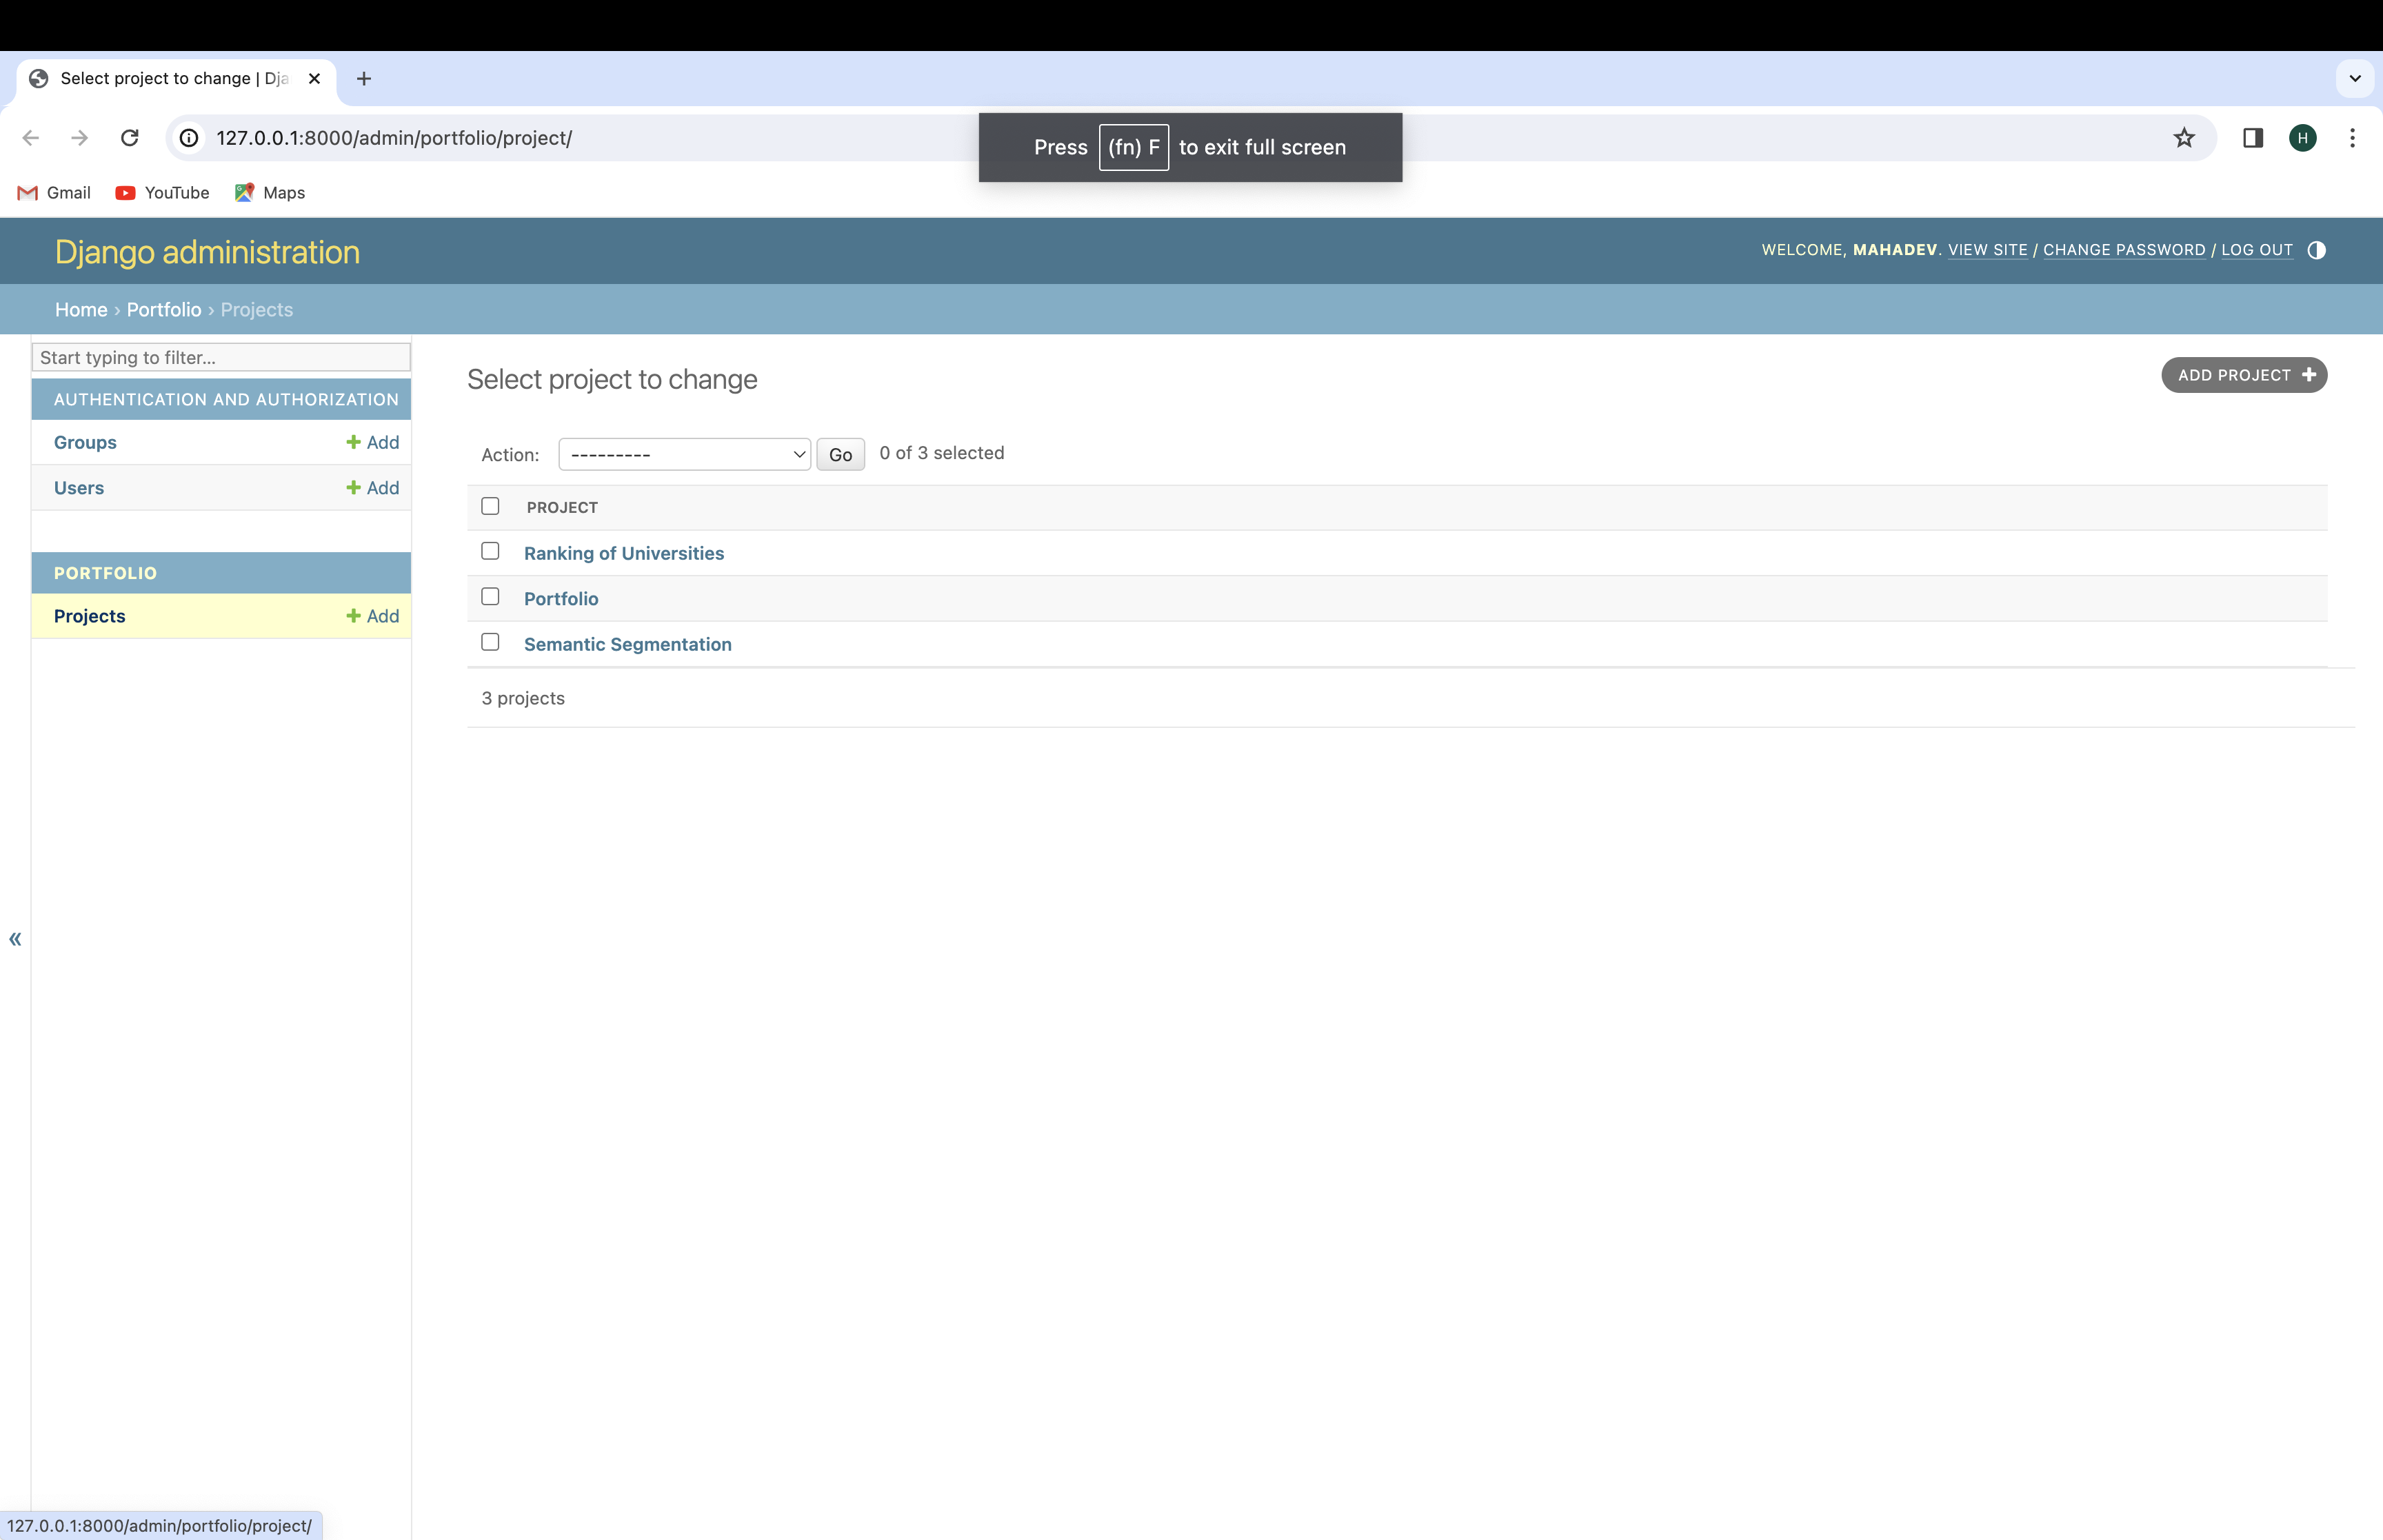 Select project to change | Dja
127.0.0.1:8000/admin/portfolio/project/
Press (fn) F to exit full screen
H
Gmail YouTube Maps
Django administration
WELCOME, MAHADEV. VIEW SITE / CHANGE PASSWORD / LOG OUT
Home › Portfolio › Projects
Start typing to filter...
AUTHENTICATION AND AUTHORIZATION
Groups Add
Users Add
PORTFOLIO
Projects Add
Select project to change
ADD PROJECT
Action: --------- Go 0 of 3 selected
PROJECT
Ranking of Universities
Portfolio
Semantic Segmentation
3 projects
«
127.0.0.1:8000/admin/portfolio/project/